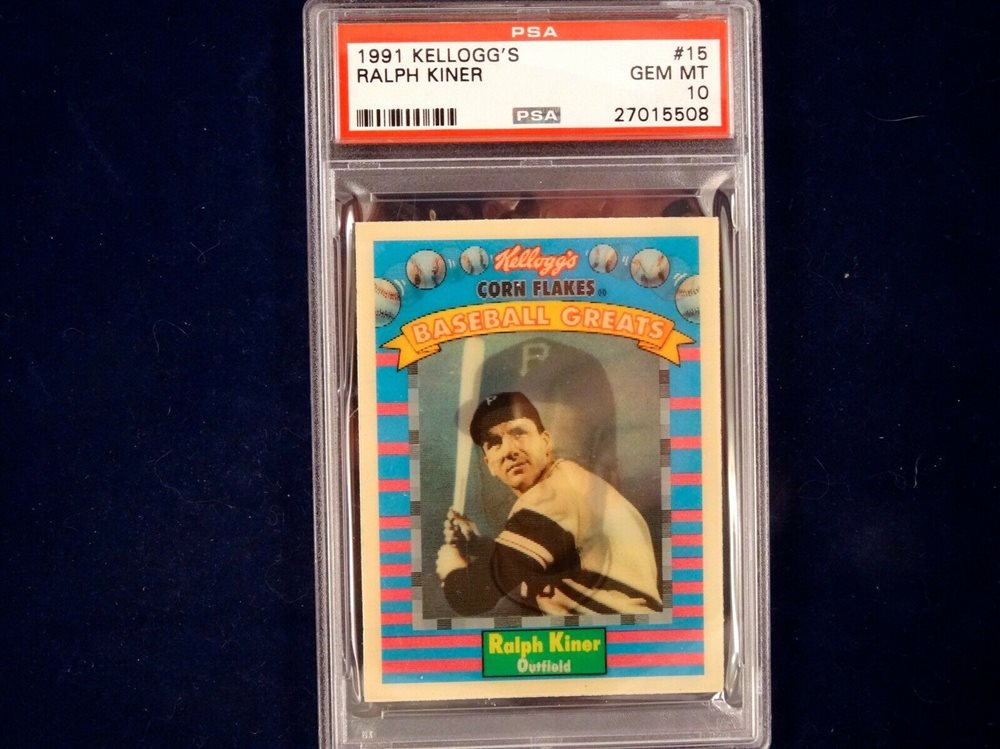 PSA
1991 KELLOGG'S #15
RALPH KINER GEM MT
10
PSA 27015508
Kellogg's
CORN FLAKES®
BASEBALL GREATS
P
P
Ralph Kiner
Outfield